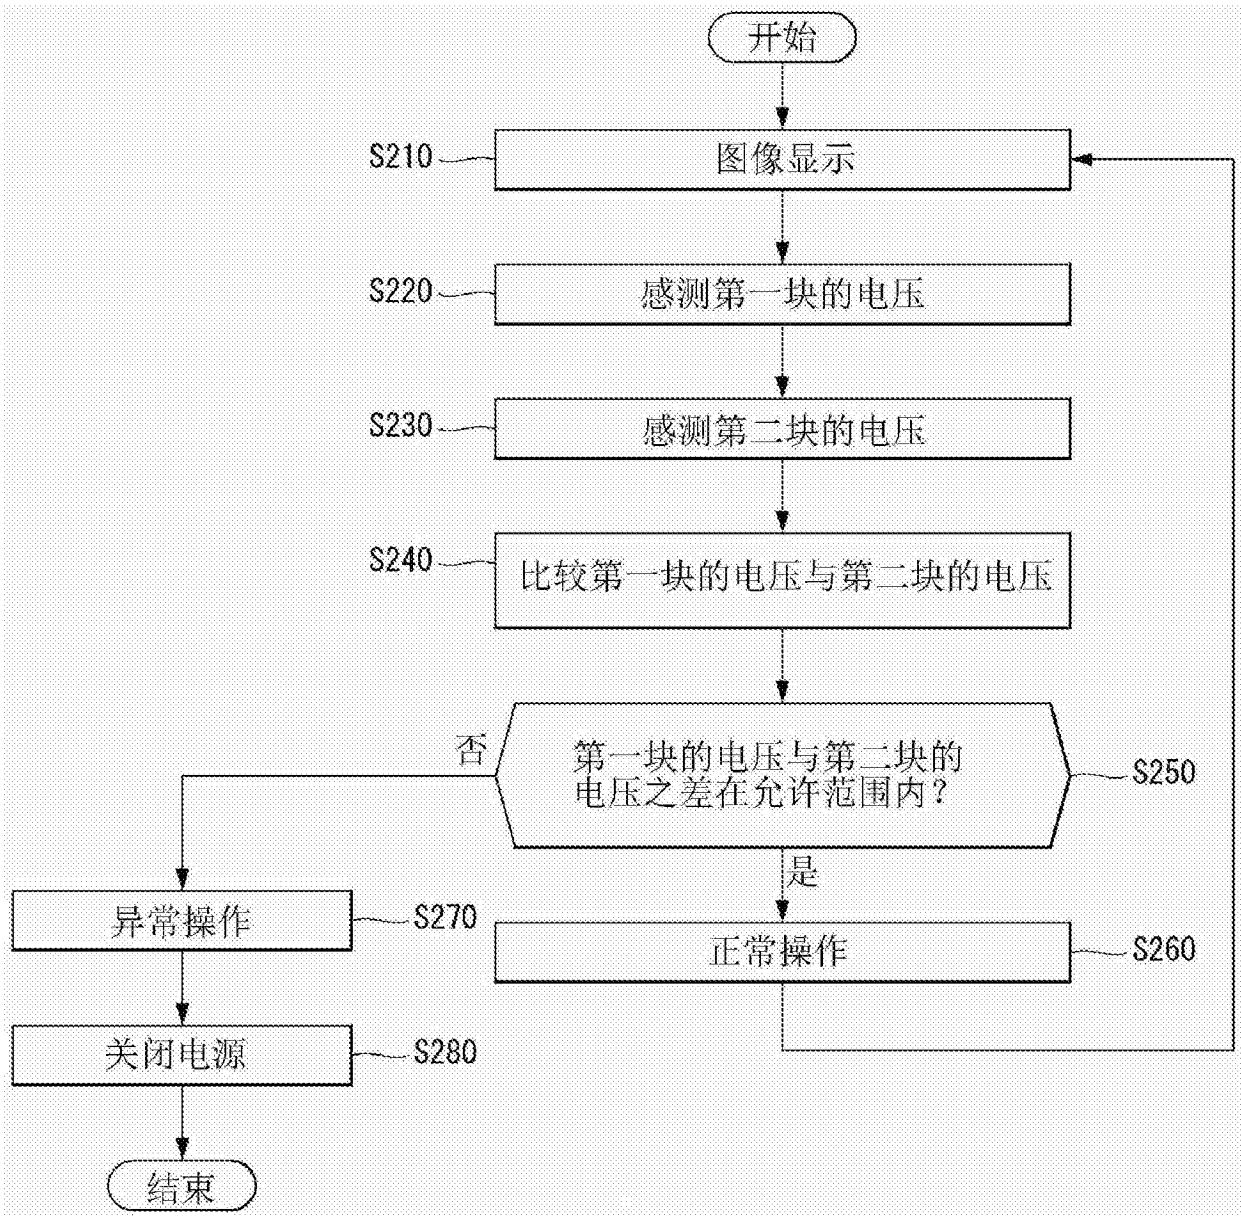 开始
S210
图像显示
S220
感测第一块的电压
S230
感测第二块的电压
S240
比较第一块的电压与第二块的电压
否
第一块的电压与第二块的
电压之差在允许范围内?
S250
是
异常操作
S270
正常操作
S260
关闭电源
S280
结束